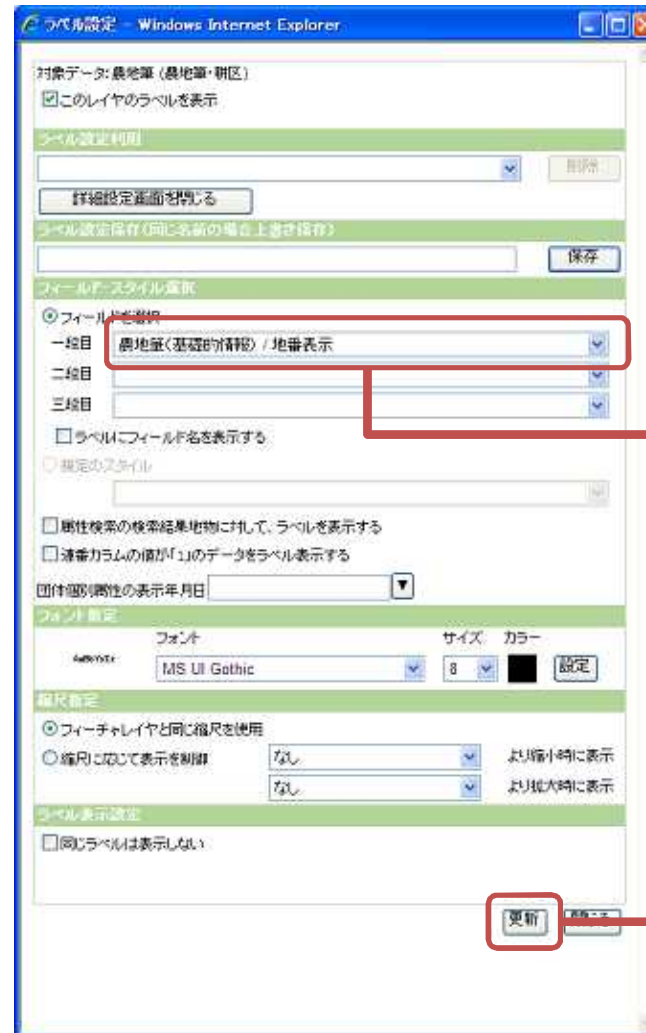 ラベル設定 - Windows Internet Explorer
対象データ: 農地筆 (農地筆・耕区)
このレイヤのラベルを表示
ラベル設定利用
削除
詳細設定画面を閉じる
ラベル設定保存(同じ名前の場合上書き保存)
保存
フィールド・スタイル選択
フィールドを選択
一段目 農地筆(基礎的情報) / 地番表示
二段目
三段目
ラベルにフィールド名を表示する
規定のスタイル
属性検索の検索結果地物に対して、ラベルを表示する
連番カラムの値が「1」のデータをラベル表示する
団体個別属性の表示年月日
フォント指定
フォント サイズ カラー
MS UI Gothic 8 設定
縮尺指定
フィーチャレイヤと同じ縮尺を使用
縮尺に応じて表示を制御 なし より縮小時に表示
なし より拡大時に表示
ラベル表示設定
同じラベルは表示しない
更新 閉じる